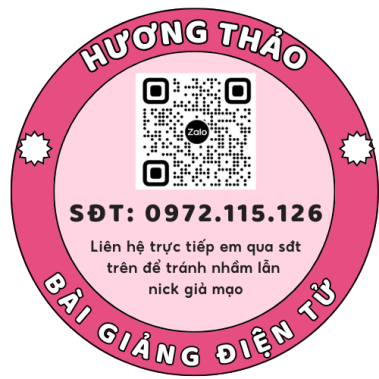 HƯƠNG THẢO
Zalo
SĐT: 0972.115.126
Liên hệ trực tiếp em qua sđt
trên để tránh nhầm lẫn
nick giả mạo
BÀI GIẢNG ĐIỆN TỬ